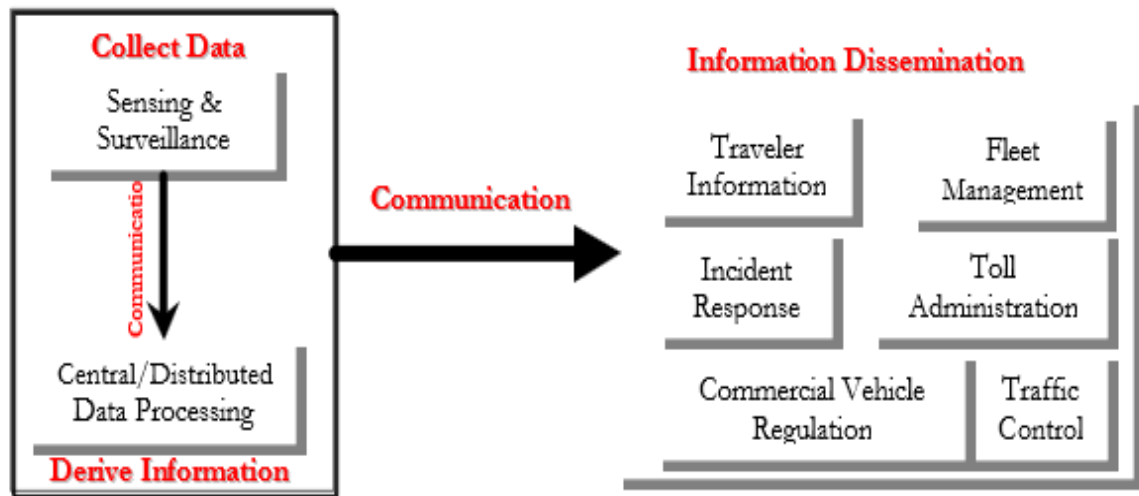 Collect Data
Sensing &
Surveillance
Communicatio
Central/Distributed
Data Processing
Derive Information
Communication
Information Dissemination
Traveler
Information
Fleet
Management
Incident
Response
Toll
Administration
Commercial Vehicle
Regulation
Traffic
Control